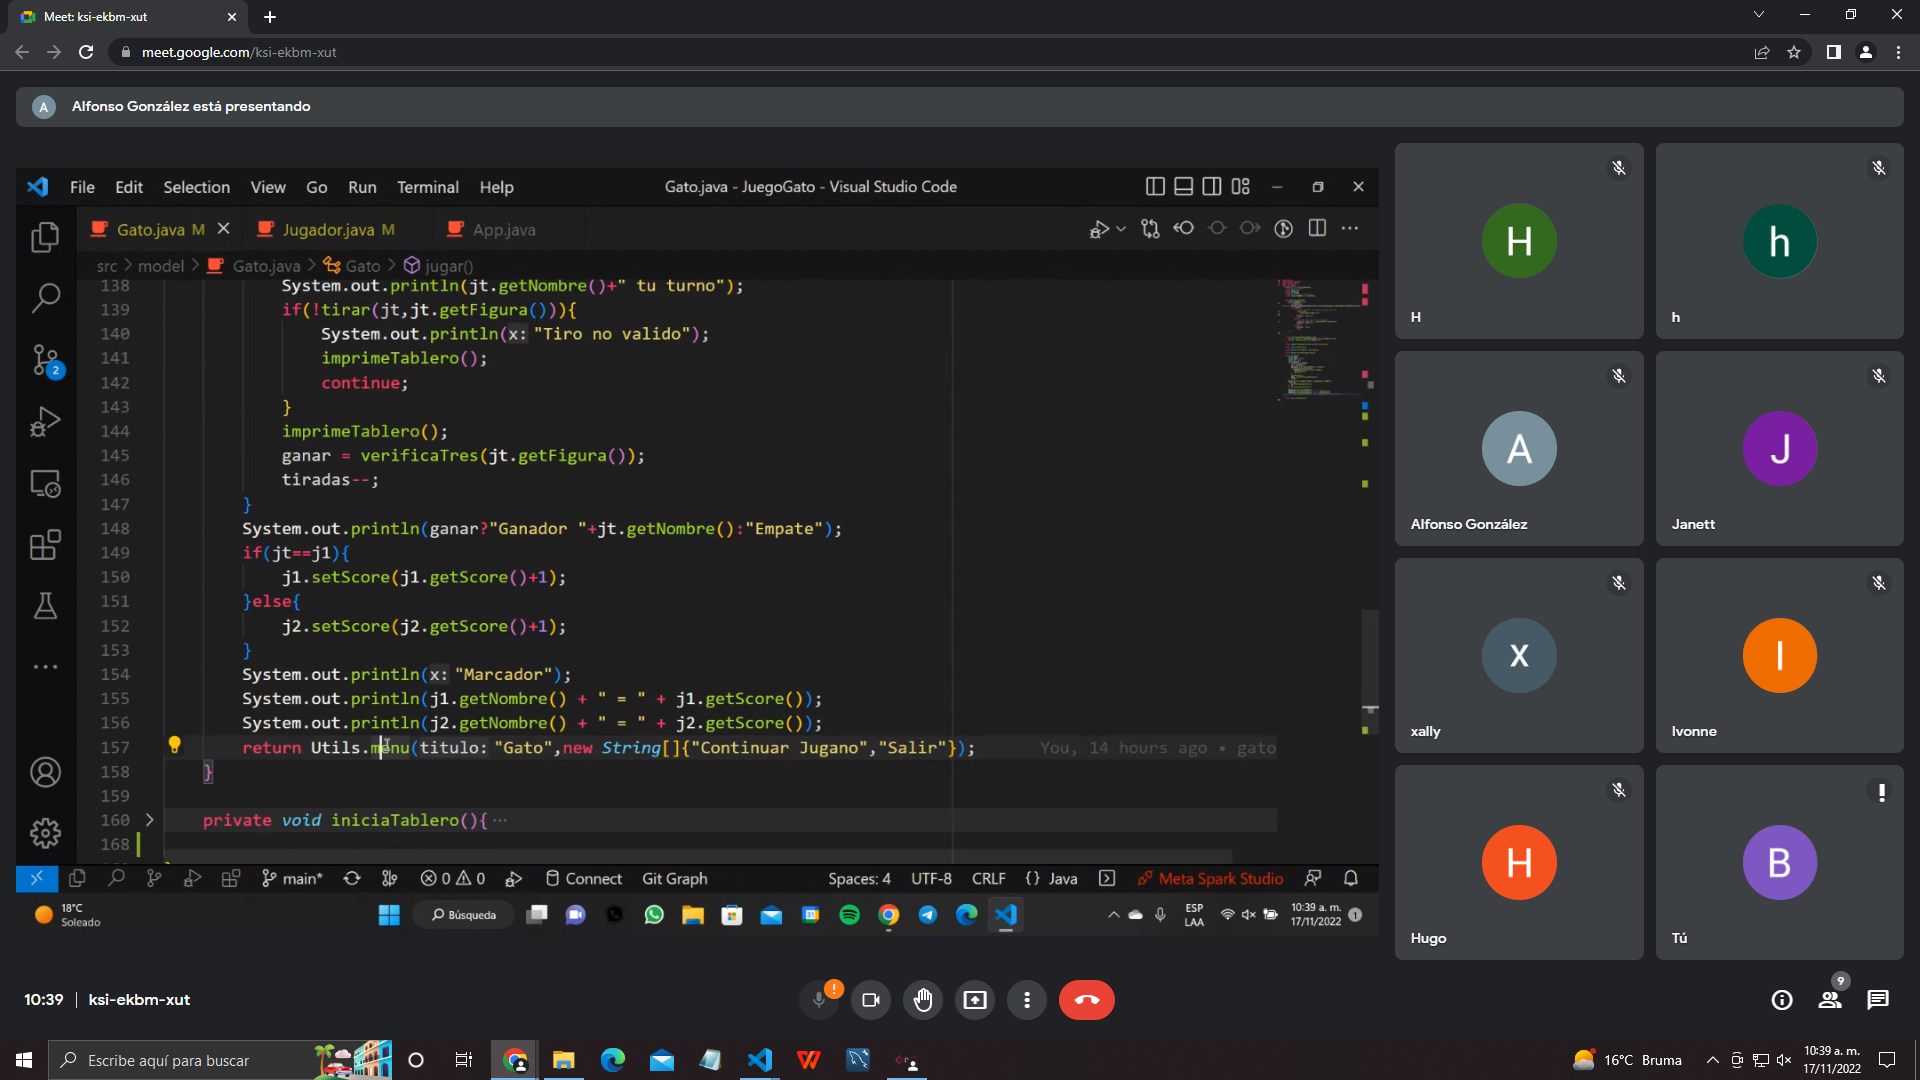 Meet: ksi-ekbm-xut
meet.google.com/ksi-ekbm-xut
A Alfonso González está presentando
File Edit Selection View Go Run Terminal Help Gato.java - JuegoGato - Visual Studio Code
Gato.java M Jugador.java M App.java
src > model > Gato.java > Gato > jugar()
138 System.out.println(jt.getNombre()+" tu turno");
139 if(!tirar(jt,jt.getFigura())){
140 System.out.println(x: "Tiro no valido");
141 imprimeTablero();
142 continue;
143 }
144 imprimeTablero();
145 ganar = verificaTres(jt.getFigura());
146 tiradas--;
147 }
148 System.out.println(ganar?"Ganador "+jt.getNombre():"Empate");
149 if(jt==j1){
150 j1.setScore(j1.getScore()+1);
151 }else{
152 j2.setScore(j2.getScore()+1);
153 }
154 System.out.println(x: "Marcador");
155 System.out.println(j1.getNombre() + " = " + j1.getScore());
156 System.out.println(j2.getNombre() + " = " + j2.getScore());
157 return Utils.menu(titulo: "Gato",new String[]{"Continuar Jugano","Salir"}); You, 14 hours ago • gato
158 }
159
160 private void iniciaTablero(){ ···
168
2
main* 0 0 Connect Git Graph Spaces: 4 UTF-8 CRLF {} Java Meta Spark Studio
18°C
Soleado
Búsqueda
ESP
LAA
10:39 a. m.
17/11/2022
1
H
H
h
h
A
Alfonso González
J
Janett
x
xally
I
Ivonne
H
Hugo
B
Tú
10:39 | ksi-ekbm-xut
9
Escribe aquí para buscar
16°C Bruma
10:39 a. m.
17/11/2022